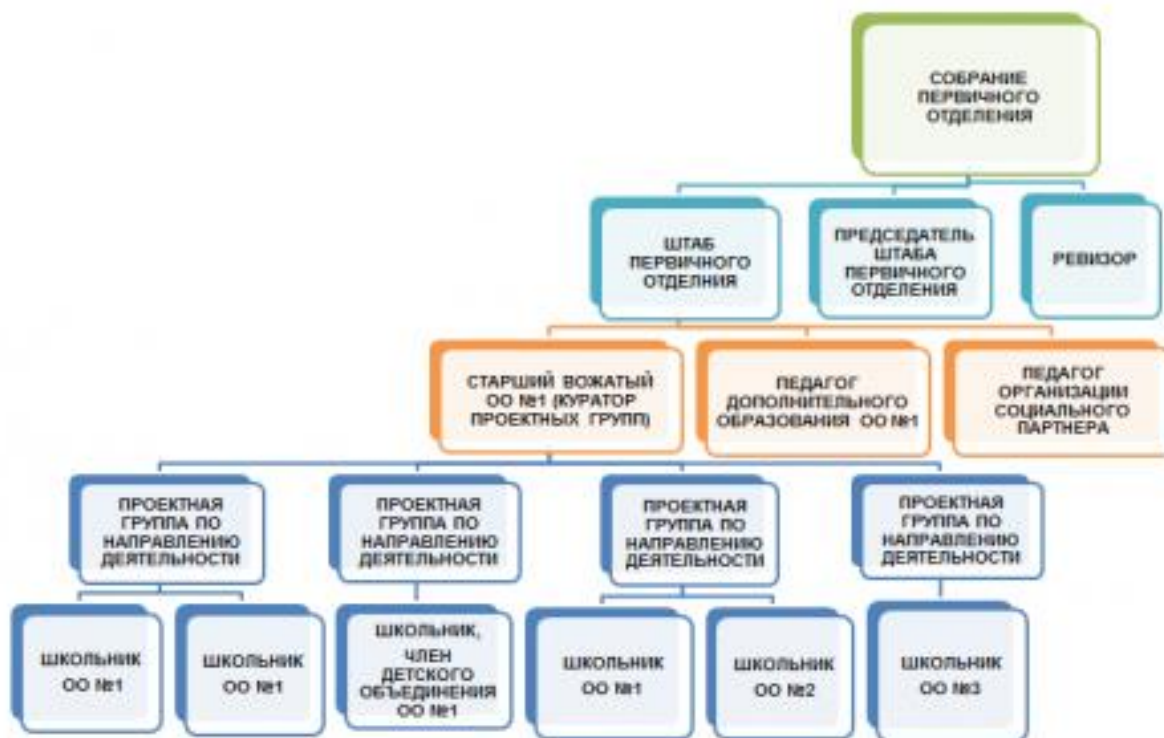 СОБРАНИЕ
ПЕРВИЧНОГО
ОТДЕЛЕНИЯ
ШТАБ
ПЕРВИЧНОГО
ОТДЕЛНИЯ
ПРЕДСЕДАТЕЛЬ
ШТАБА
ПЕРВИЧНОГО
ОТДЕЛЕНИЯ
РЕВИЗОР
СТАРШИЙ ВОЖАТЫЙ
ОО №1 (КУРАТОР
ПРОЕКТНЫХ ГРУПП)
ПЕДАГОГ
ДОПОЛНИТЕЛЬНОГО
ОБРАЗОВАНИЯ ОО №1
ПЕДАГОГ
ОРГАНИЗАЦИИ
СОЦИАЛЬНОГО
ПАРТНЕРА
ПРОЕКТНАЯ
ГРУППА ПО
НАПРАВЛЕНИЮ
ДЕЯТЕЛЬНОСТИ
ПРОЕКТНАЯ
ГРУППА ПО
НАПРАВЛЕНИЮ
ДЕЯТЕЛЬНОСТИ
ПРОЕКТНАЯ
ГРУППА ПО
НАПРАВЛЕНИЮ
ДЕЯТЕЛЬНОСТИ
ПРОЕКТНАЯ
ГРУППА ПО
НАПРАВЛЕНИЮ
ДЕЯТЕЛЬНОСТИ
ШКОЛЬНИК
ОО №1
ШКОЛЬНИК
ОО №1
ШКОЛЬНИК,
ЧЛЕН
ДЕТСКОГО
ОБЪЕДИНЕНИЯ
ОО №1
ШКОЛЬНИК
ОО №1
ШКОЛЬНИК
ОО №2
ШКОЛЬНИК
ОО №3